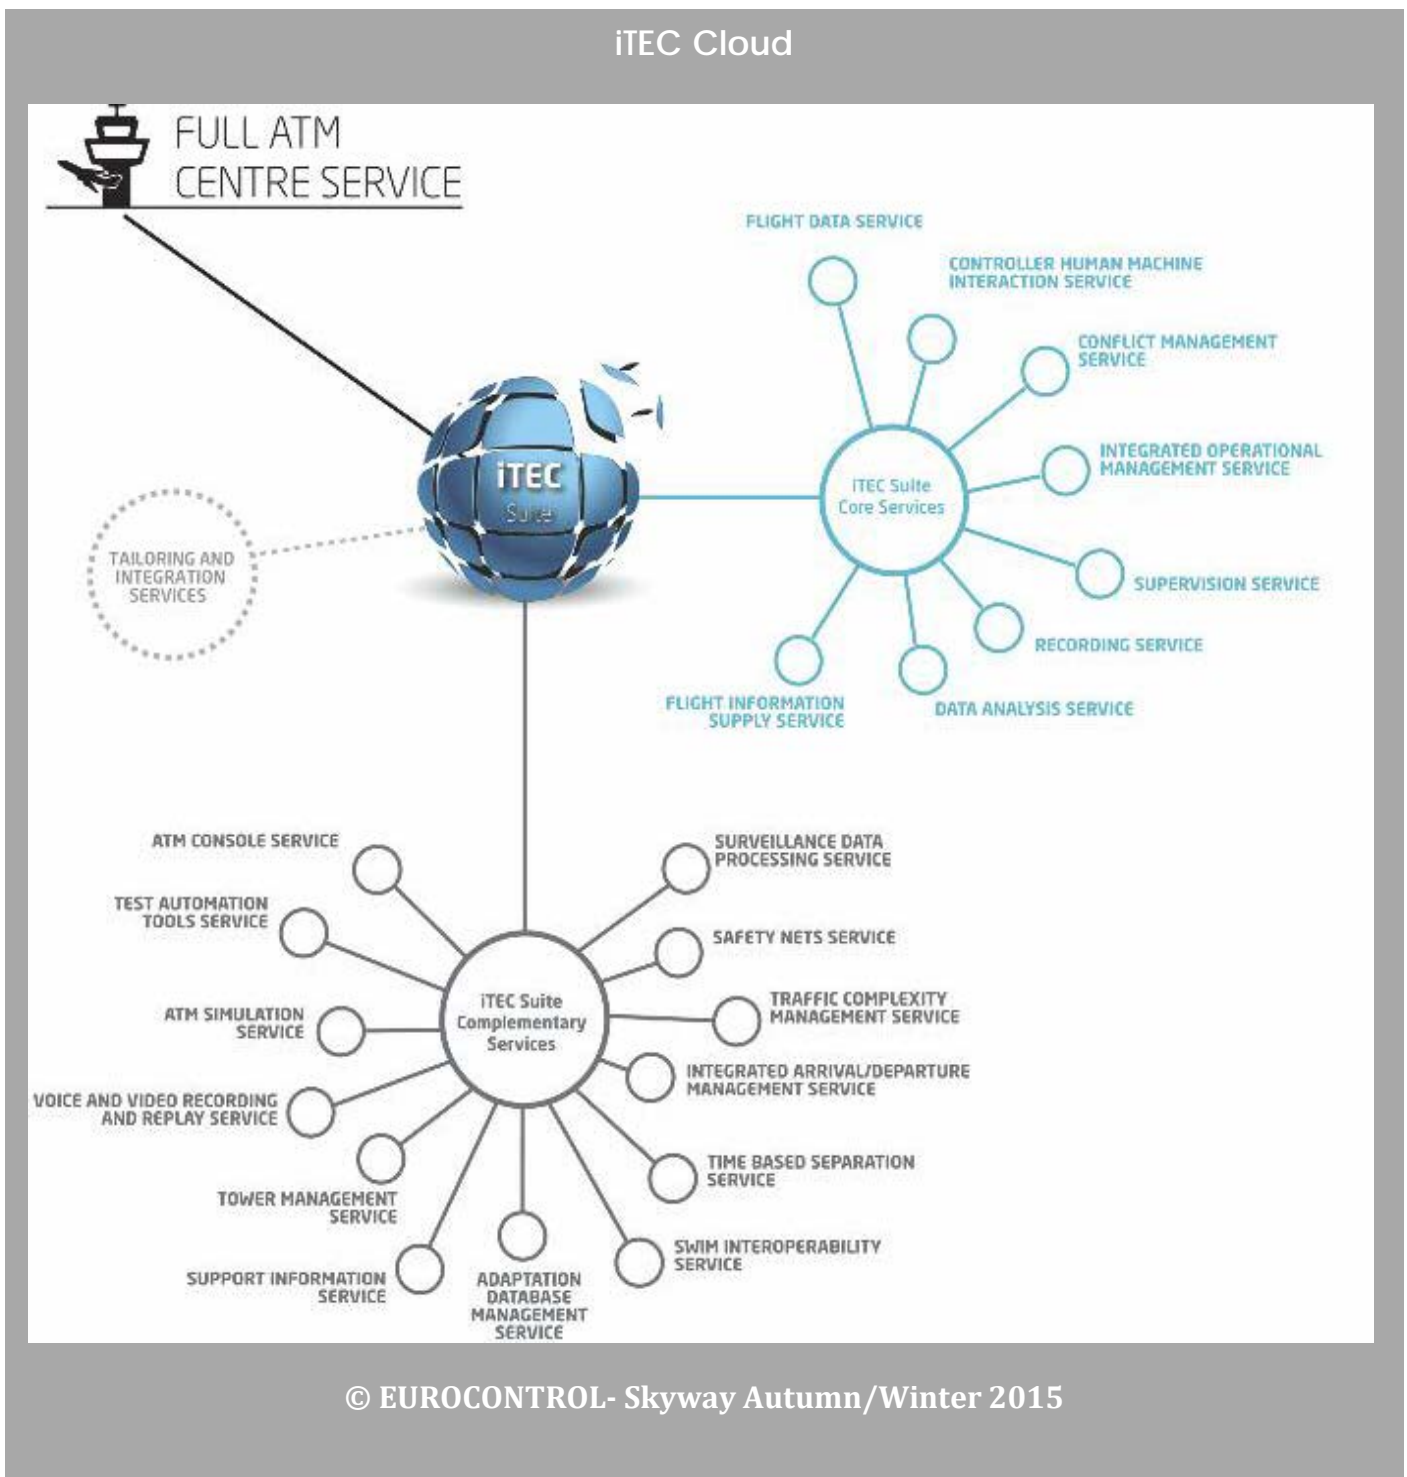 iTEC Cloud
FULL ATM
CENTRE SERVICE
FLIGHT DATA SERVICE
CONTROLLER HUMAN MACHINE
INTERACTION SERVICE
CONFLICT MANAGEMENT
SERVICE
INTEGRATED OPERATIONAL
MANAGEMENT SERVICE
iTEC
Suite
iTEC Suite
Core Services
TAILORING AND
INTEGRATION
SERVICES
SUPERVISION SERVICE
RECORDING SERVICE
DATA ANALYSIS SERVICE
FLIGHT INFORMATION
SUPPLY SERVICE
ATM CONSOLE SERVICE
TEST AUTOMATION
TOOLS SERVICE
ATM SIMULATION
SERVICE
VOICE AND VIDEO RECORDING
AND REPLAY SERVICE
TOWER MANAGEMENT
SERVICE
SUPPORT INFORMATION
SERVICE
iTEC Suite
Complementary
Services
SURVEILLANCE DATA
PROCESSING SERVICE
SAFETY NETS SERVICE
TRAFFIC COMPLEXITY
MANAGEMENT SERVICE
INTEGRATED ARRIVAL/DEPARTURE
MANAGEMENT SERVICE
TIME BASED SEPARATION
SERVICE
SWIM INTEROPERABILITY
SERVICE
ADAPTATION
DATABASE
MANAGEMENT
SERVICE
© EUROCONTROL- Skyway Autumn/Winter 2015